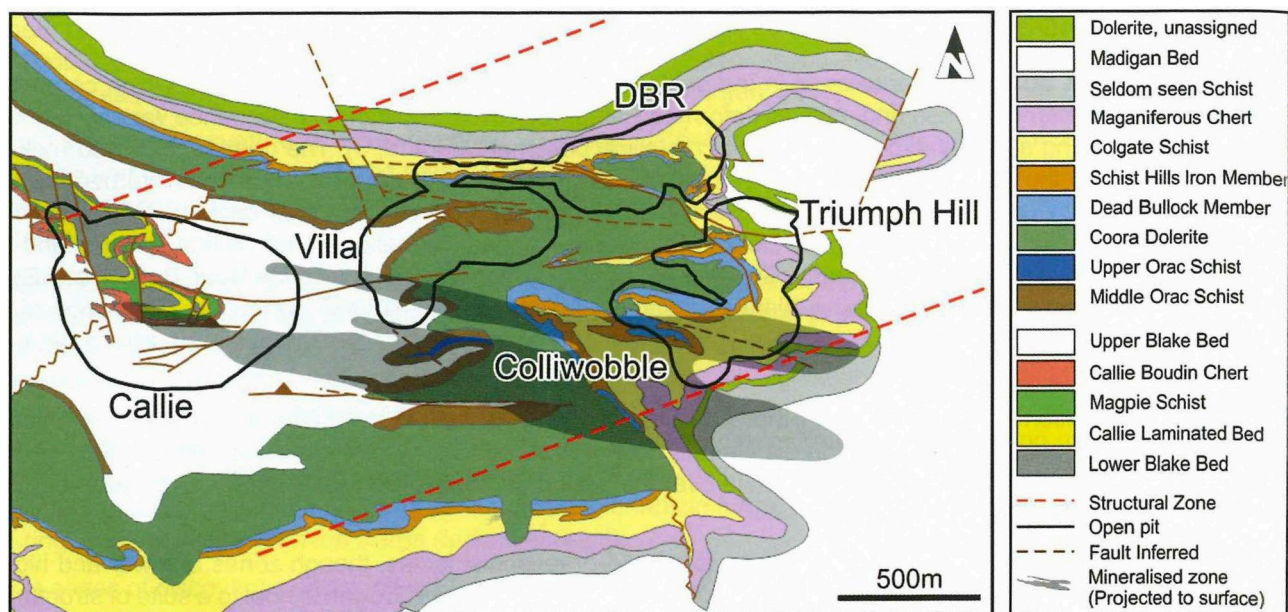 N
DBR
Triumph Hill
Villa
Colliwobble
Callie
500m
Dolerite, unassigned
Madigan Bed
Seldom seen Schist
Maganiferous Chert
Colgate Schist
Schist Hills Iron Member
Dead Bullock Member
Coora Dolerite
Upper Orac Schist
Middle Orac Schist
Upper Blake Bed
Callie Boudin Chert
Magpie Schist
Callie Laminated Bed
Lower Blake Bed
Structural Zone
Open pit
Fault Inferred
Mineralised zone
(Projected to surface)